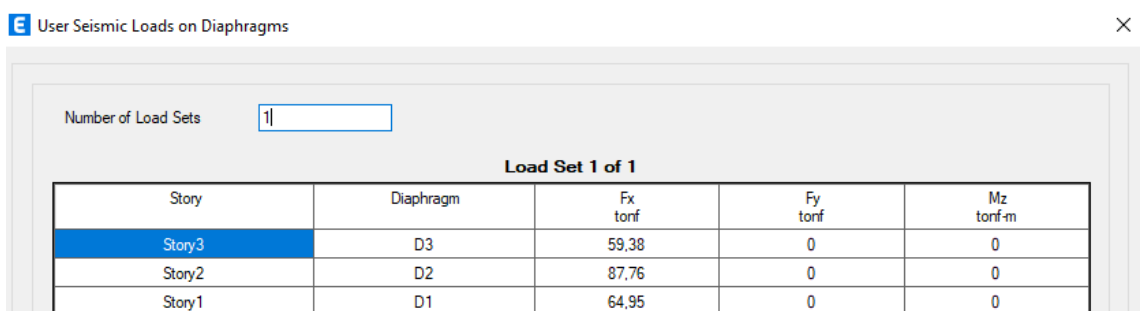 E User Seismic Loads on Diaphragms
Number of Load Sets 1
Load Set 1 of 1
Story Diaphragm Fx Fy Mz
tonf tonf tonf-m
Story3 D3 59,38 0 0
Story2 D2 87,76 0 0
Story1 D1 64,95 0 0